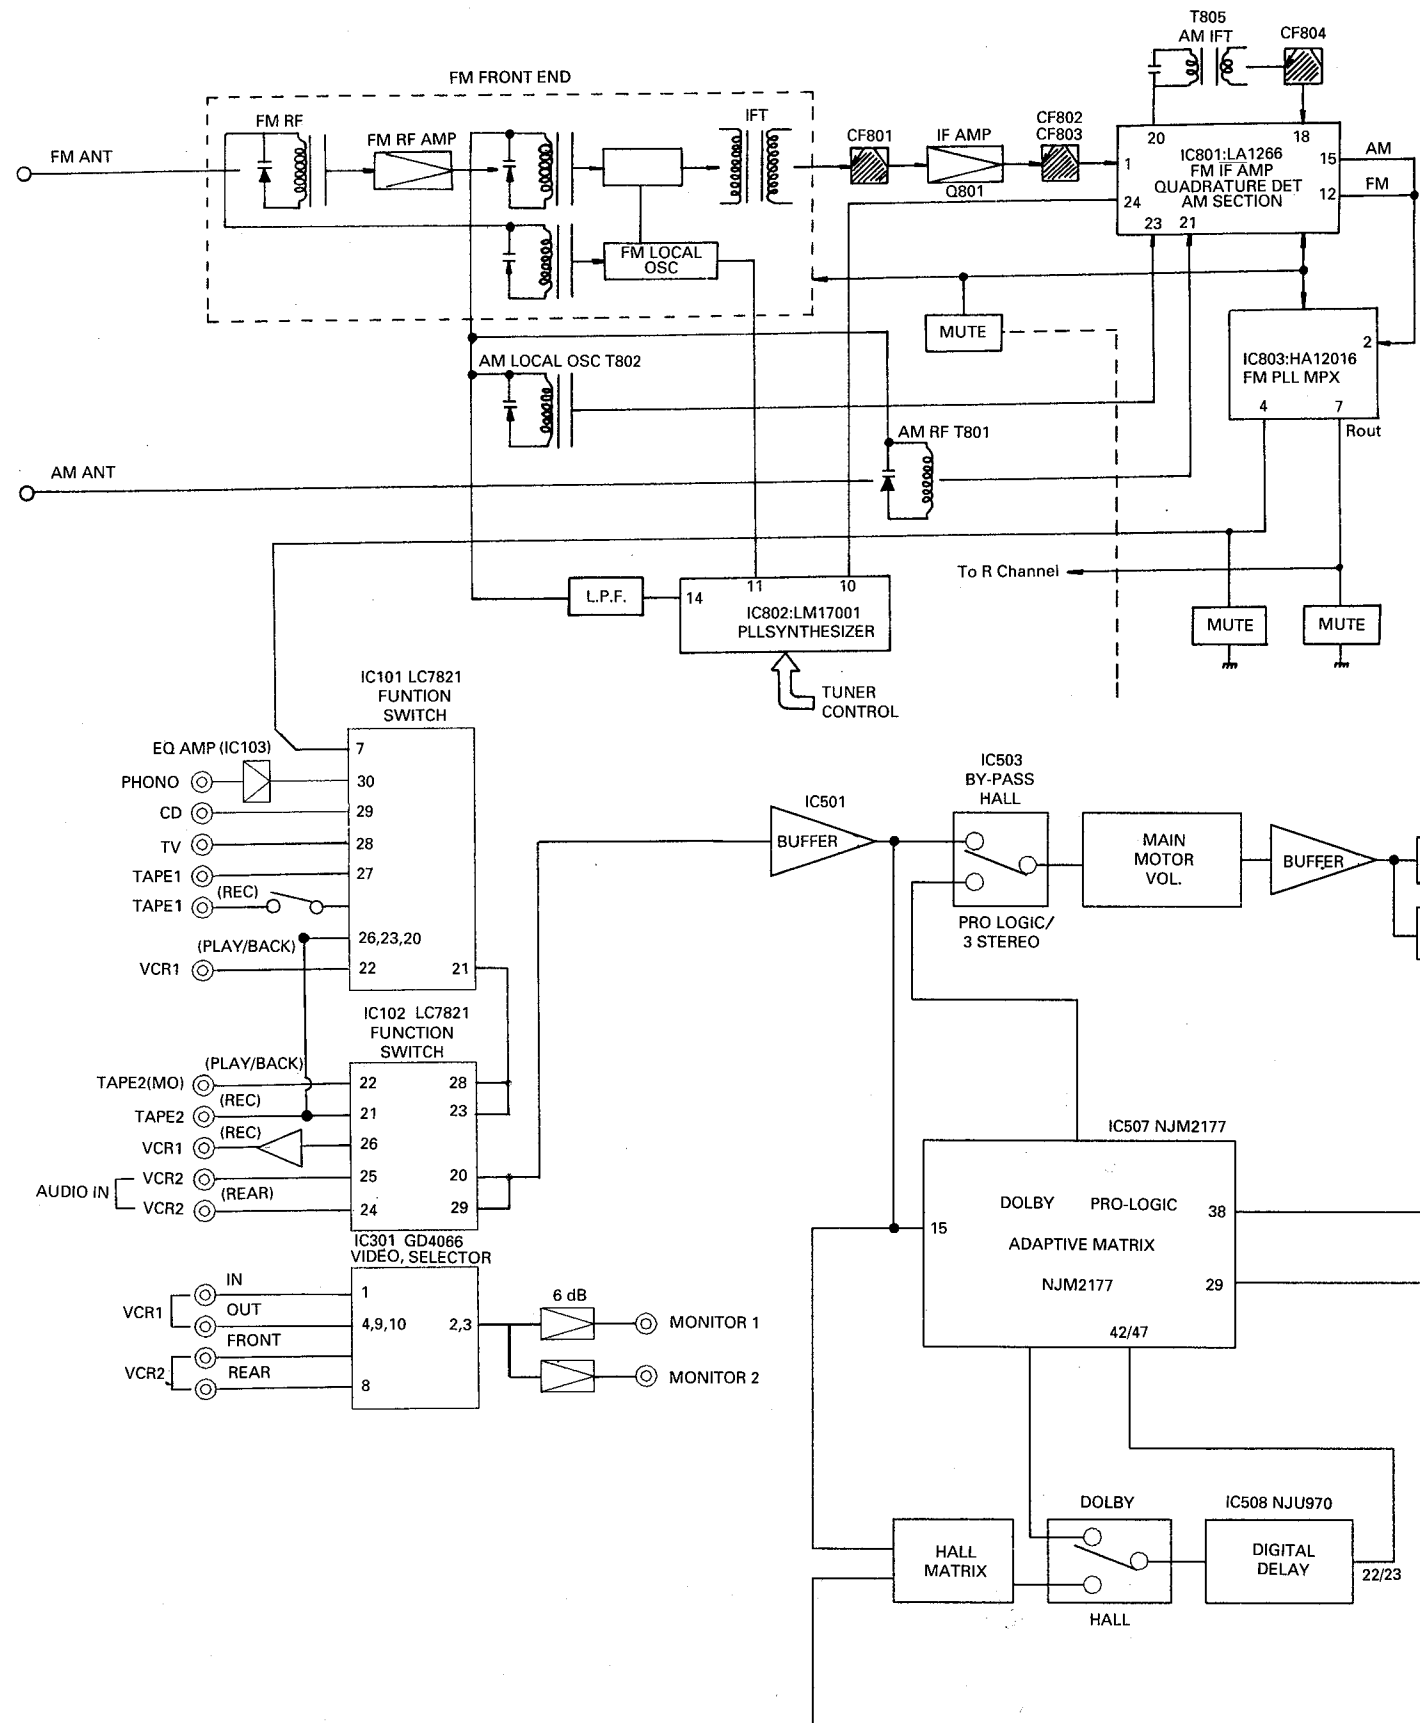 T805
AM IFT
CF804
FM FRONT END
FM RF
FM RF AMP
IFT
CF801
IF AMP
Q801
CF802
CF803
FM ANT
20
18
1
IC801:LA1266
FM IF AMP
QUADRATURE DET
AM SECTION
15
12
24
23
21
AM
FM
FM LOCAL
OSC
MUTE
2
IC803:HA12016
FM PLL MPX
4
7
Rout
AM LOCAL OSC T802
AM RF T801
AM ANT
To R Channel
L.P.F.
14
11
10
IC802:LM17001
PLLSYNTHESIZER
MUTE
MUTE
TUNER
CONTROL
IC101 LC7821
FUNTION
SWITCH
EQ AMP (IC103)
7
PHONO
30
CD
29
TV
28
TAPE1
27
TAPE1
(REC)
26,23,20
(PLAY/BACK)
VCR1
22
21
IC501
BUFFER
IC503
BY-PASS
HALL
PRO LOGIC/
3 STEREO
MAIN
MOTOR
VOL.
BUFFER
IC102 LC7821
FUNCTION
SWITCH
(PLAY/BACK)
TAPE2(MO)
22
28
(REC)
TAPE2
21
23
(REC)
VCR1
26
AUDIO IN
VCR2
25
20
(REAR)
VCR2
24
29
IC301 GD4066
VIDEO, SELECTOR
IN
1
VCR1
OUT
4,9,10
2,3
FRONT
VCR2
REAR
8
6 dB
MONITOR 1
MONITOR 2
IC507 NJM2177
DOLBY PRO-LOGIC
38
15
ADAPTIVE MATRIX
NJM2177
29
42/47
HALL
MATRIX
DOLBY
HALL
IC508 NJU970
DIGITAL
DELAY
22/23